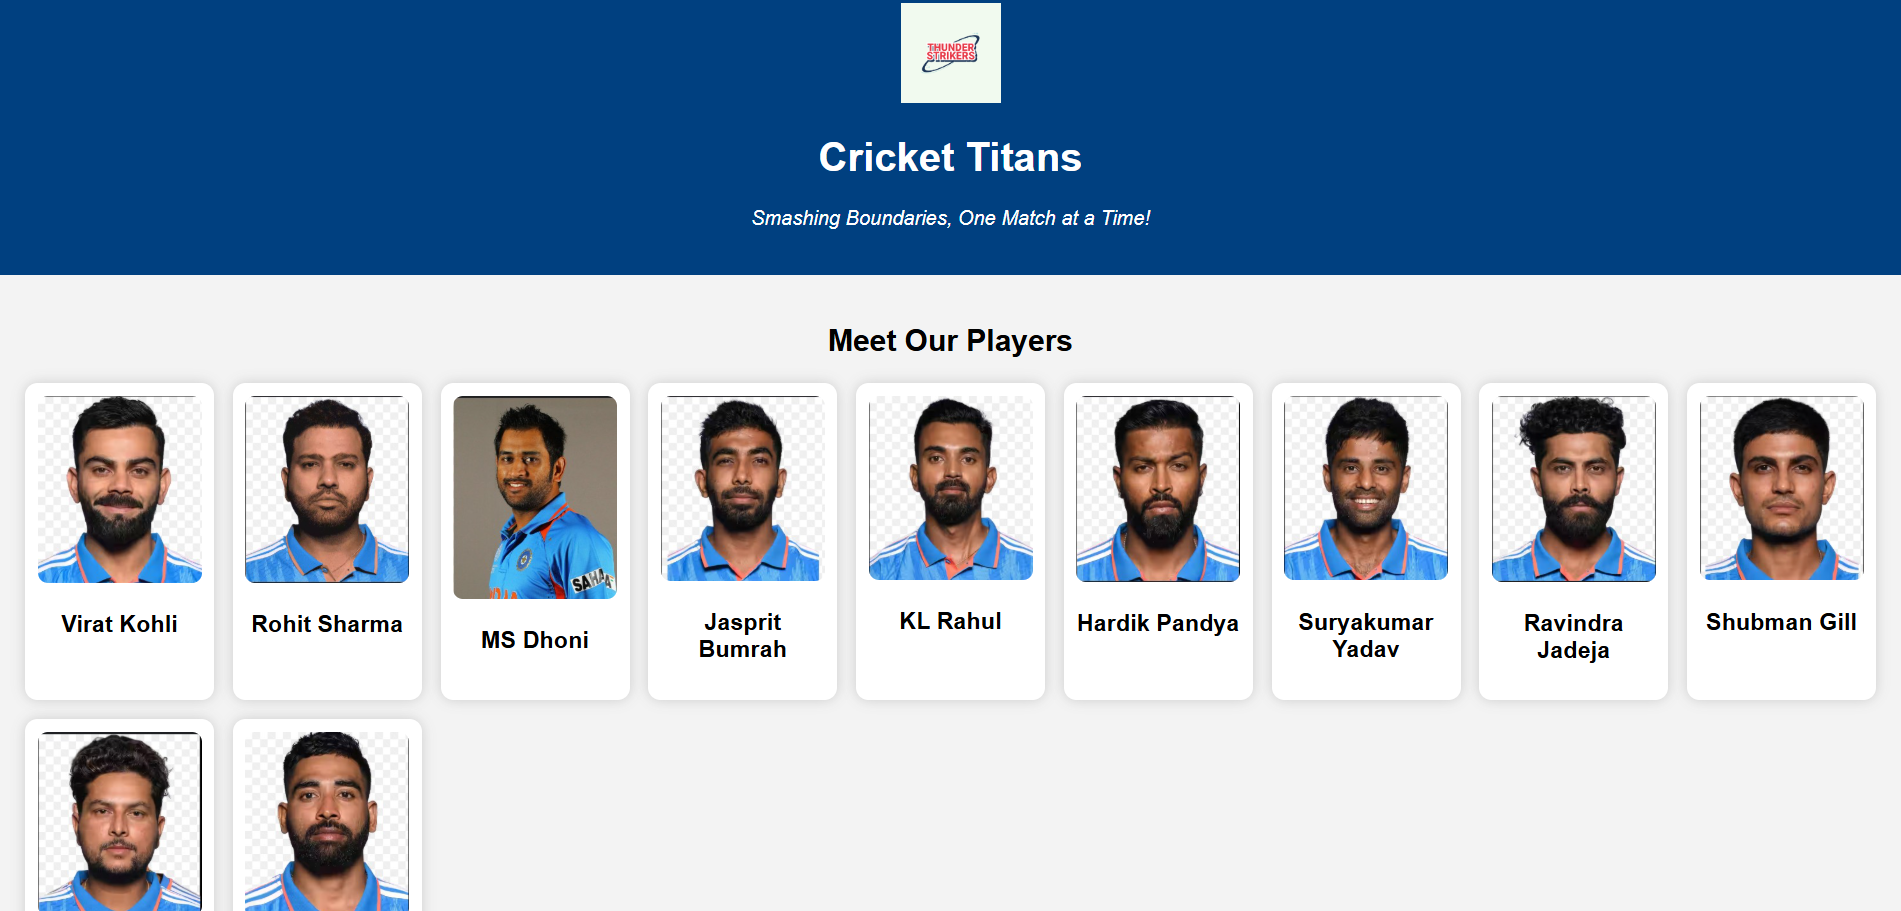 THUNDER
STRIKERS
Cricket Titans
Smashing Boundaries, One Match at a Time!
Meet Our Players
SAHA
Virat Kohli
Rohit Sharma
MS Dhoni
Jasprit
Bumrah
KL Rahul
Hardik Pandya
Suryakumar
Yadav
Ravindra
Jadeja
Shubman Gill